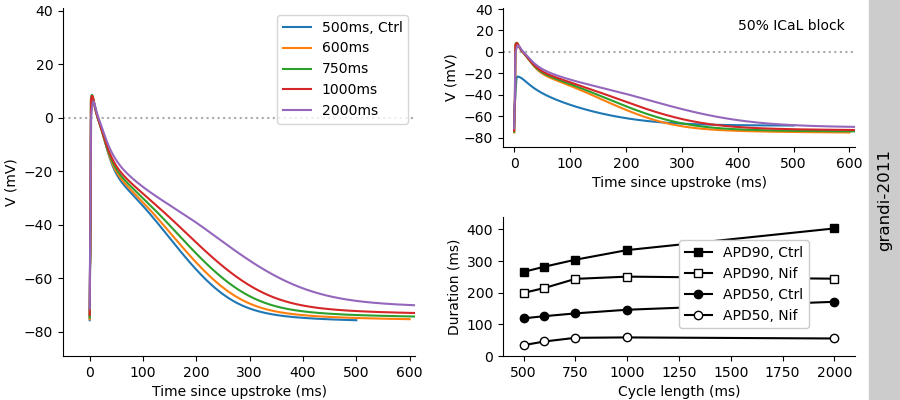 40
20
0
−20
−40
−60
−80
V (mV)
0 100 200 300 400 500 600
Time since upstroke (ms)
500ms, Ctrl
600ms
750ms
1000ms
2000ms
40
20
0
−20
−40
−60
−80
V (mV)
50% ICaL block
0 100 200 300 400 500 600
Time since upstroke (ms)
400
300
200
100
0
Duration (ms)
APD90, Ctrl
APD90, Nif
APD50, Ctrl
APD50, Nif
500 750 1000 1250 1500 1750 2000
Cycle length (ms)
grandi-2011